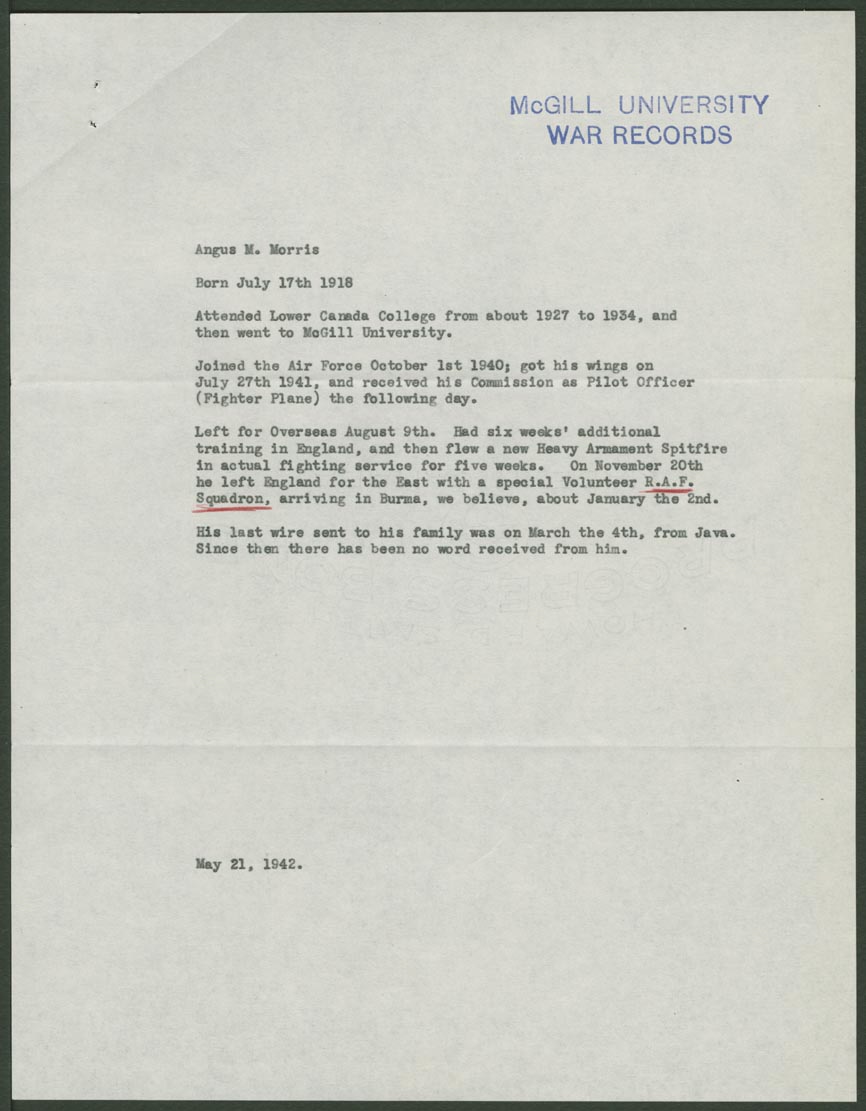 McGILL UNIVERSITY
WAR RECORDS
Angus M. Morris
Born July 17th 1918
Attended Lower Canada College from about 1927 to 1934, and
then went to McGill University.
Joined the Air Force October 1st 1940; got his wings on
July 27th 1941, and received his Commission as Pilot Officer
(Fighter Plane) the following day.
Left for Overseas August 9th.  Had six weeks' additional
training in England, and then flew a new Heavy Armament Spitfire
in actual fighting service for five weeks.  On November 20th
he left England for the East with a special Volunteer R.A.F.
Squadron, arriving in Burma, we believe, about January the 2nd.
His last wire sent to his family was on March the 4th, from Java.
Since then there has been no word received from him.
May 21, 1942.